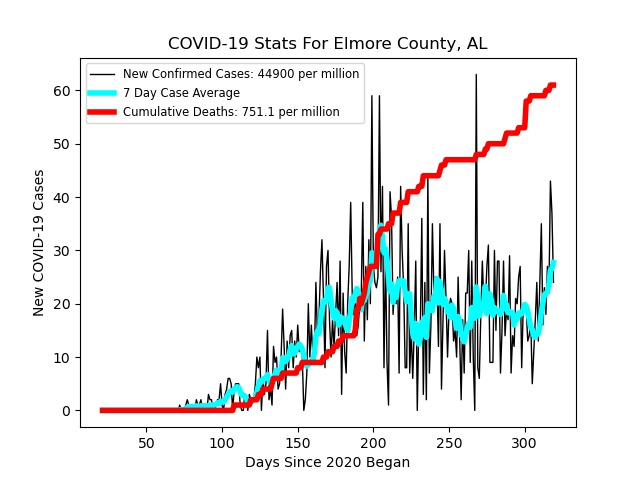 COVID-19 Stats For Elmore County, AL
New Confirmed Cases: 44900 per million
7 Day Case Average
Cumulative Deaths: 751.1 per million
New COVID-19 Cases
60
50
40
30
20
10
0
50
100
150
200
250
300
Days Since 2020 Began